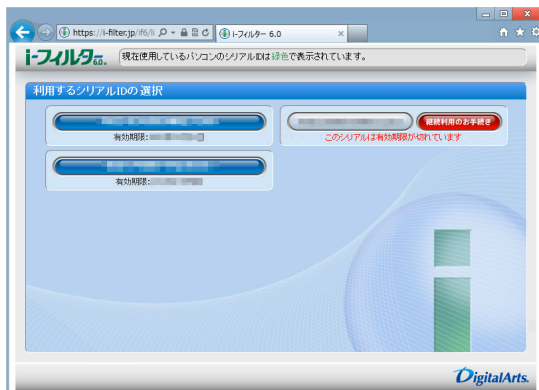 https://i-filter.jp/if6/li
i-フィルター 6.0
i-フィルター6.0.
現在使用しているパソコンのシリアルIDは緑色で表示されています。
利用するシリアルIDの選択
有効期限:
継続利用のお手続き
このシリアルは有効期限が切れています
有効期限:
DigitalArts.